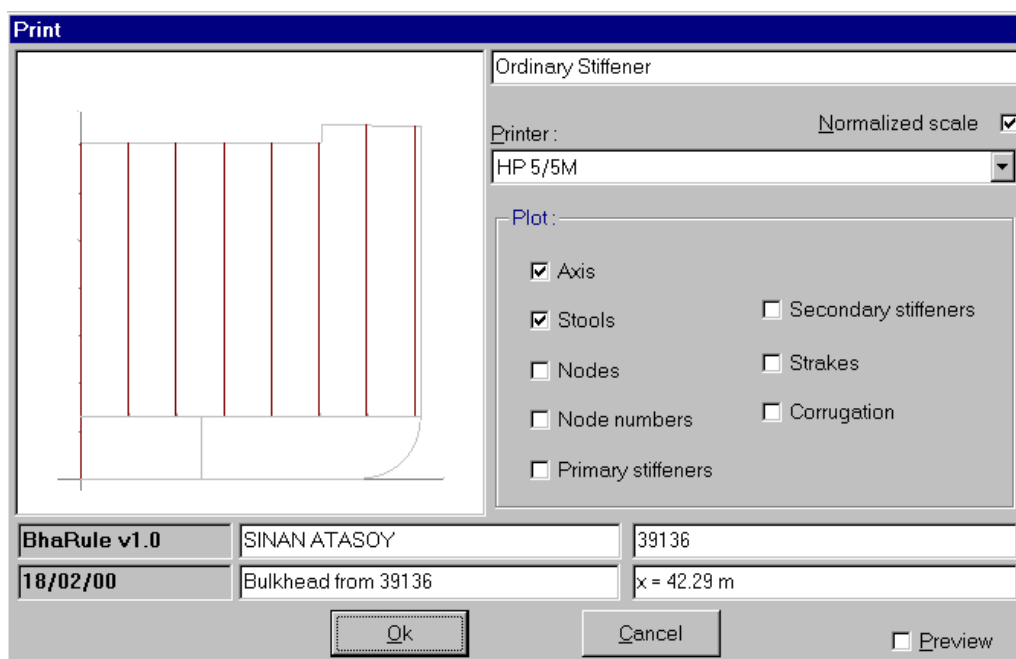 Print
Ordinary Stiffener
Printer :
Normalized scale
HP 5/5M
Plot :
Axis
Stools
Nodes
Node numbers
Primary stiffeners
Secondary stiffeners
Strakes
Corrugation
BhaRule v1.0
SINAN ATASOY
39136
18/02/00
Bulkhead from 39136
x = 42.29 m
Ok
Cancel
Preview